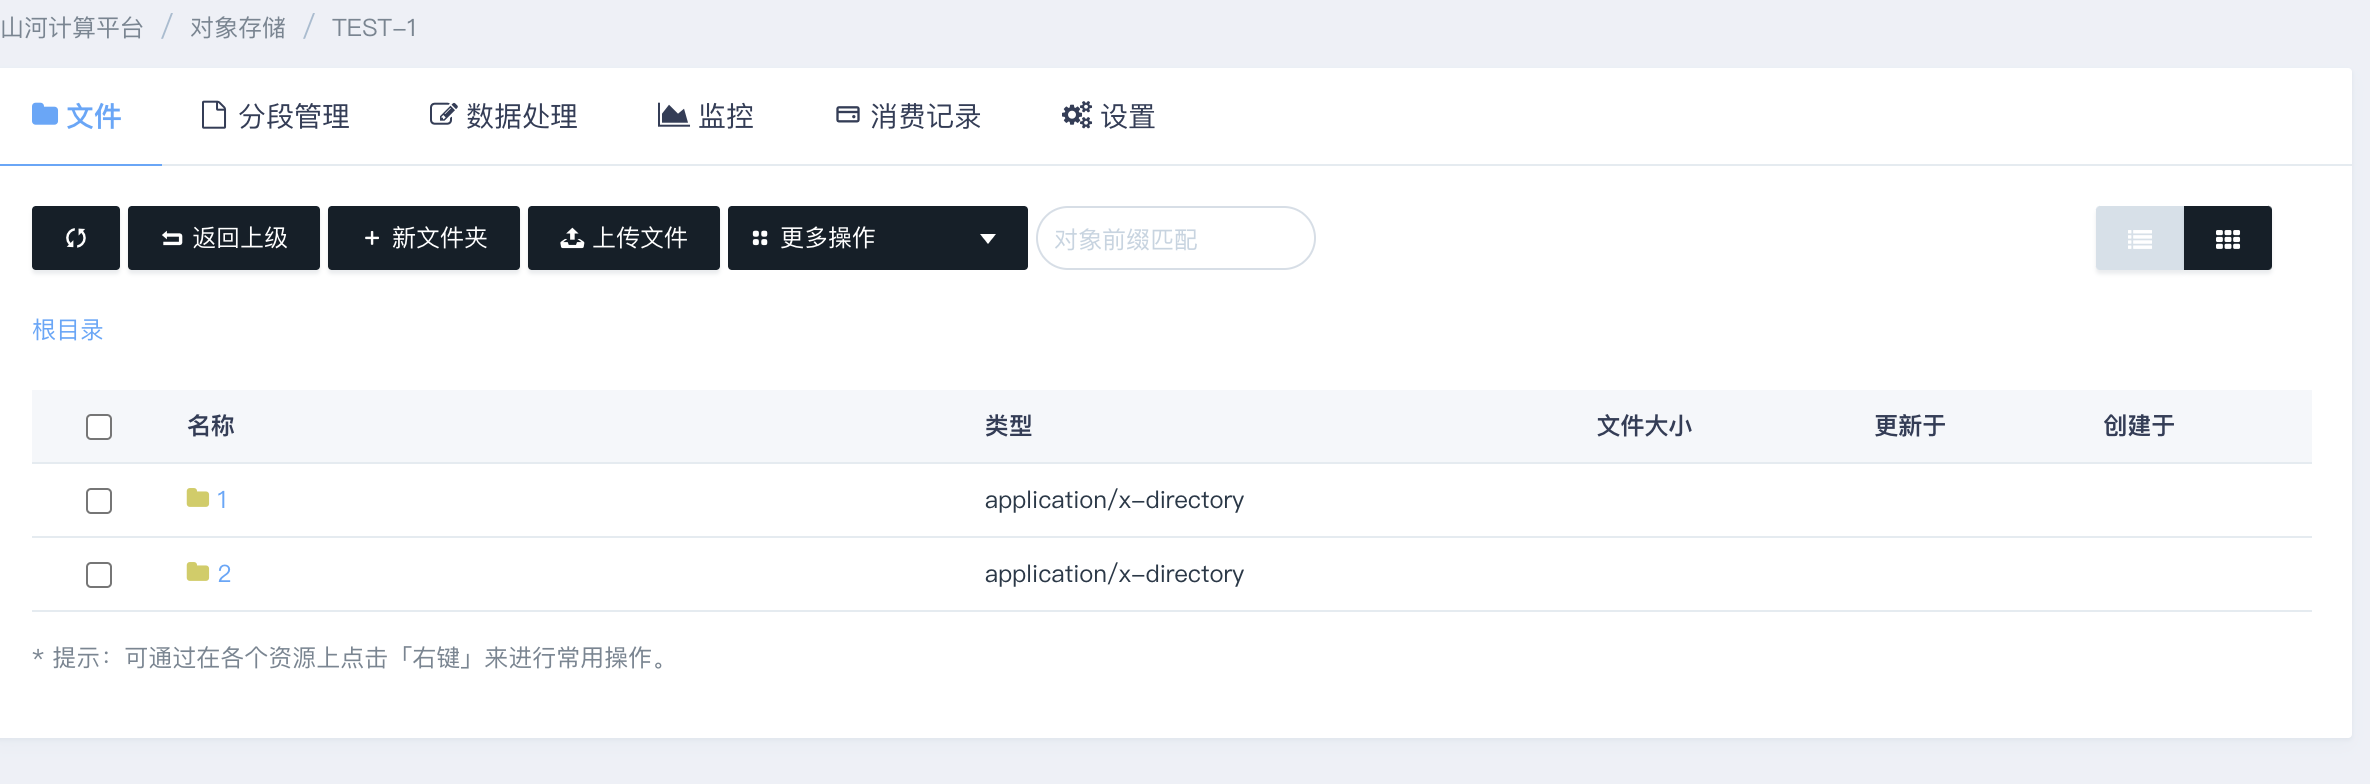 山河计算平台 / 对象存储 / TEST-1
文件 分段管理 数据处理 监控 消费记录 设置
返回上级 + 新文件夹 上传文件 更多操作 对象前缀匹配
根目录
名称 类型 文件大小 更新于 创建于
1 application/x-directory
2 application/x-directory
* 提示：可通过在各个资源上点击「右键」来进行常用操作。